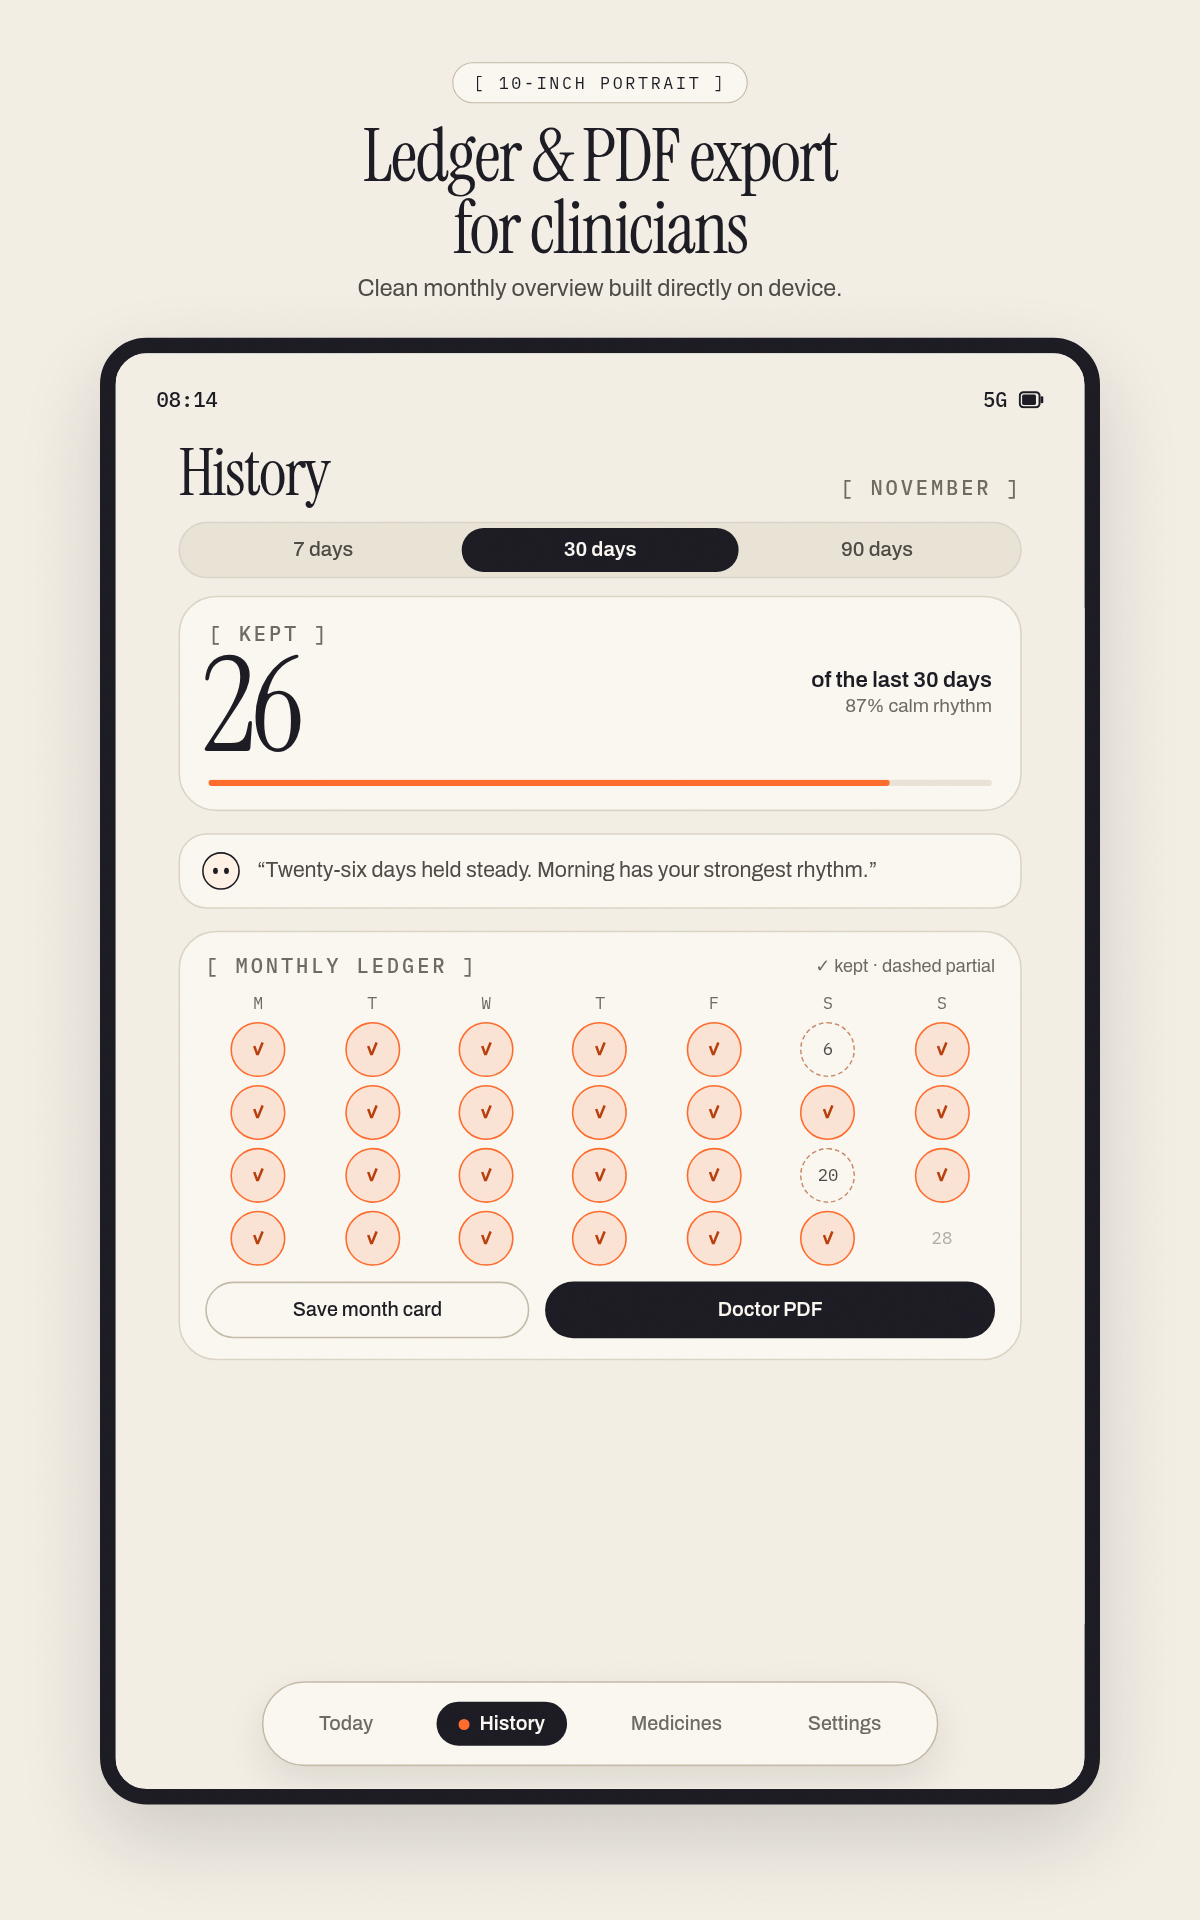 [ 10-INCH PORTRAIT ]
Ledger & PDF export
for clinicians
Clean monthly overview built directly on device.
08:14 5G
History [ NOVEMBER ]
7 days 30 days 90 days
[ KEPT ]
26
of the last 30 days
87% calm rhythm
“Twenty-six days held steady. Morning has your strongest rhythm.”
[ MONTHLY LEDGER ] ✓ kept · dashed partial
M T W T F S S
✓ ✓ ✓ ✓ ✓ 6 ✓
✓ ✓ ✓ ✓ ✓ ✓ ✓
✓ ✓ ✓ ✓ ✓ 20 ✓
✓ ✓ ✓ ✓ ✓ ✓ 28
Save month card Doctor PDF
Today History Medicines Settings